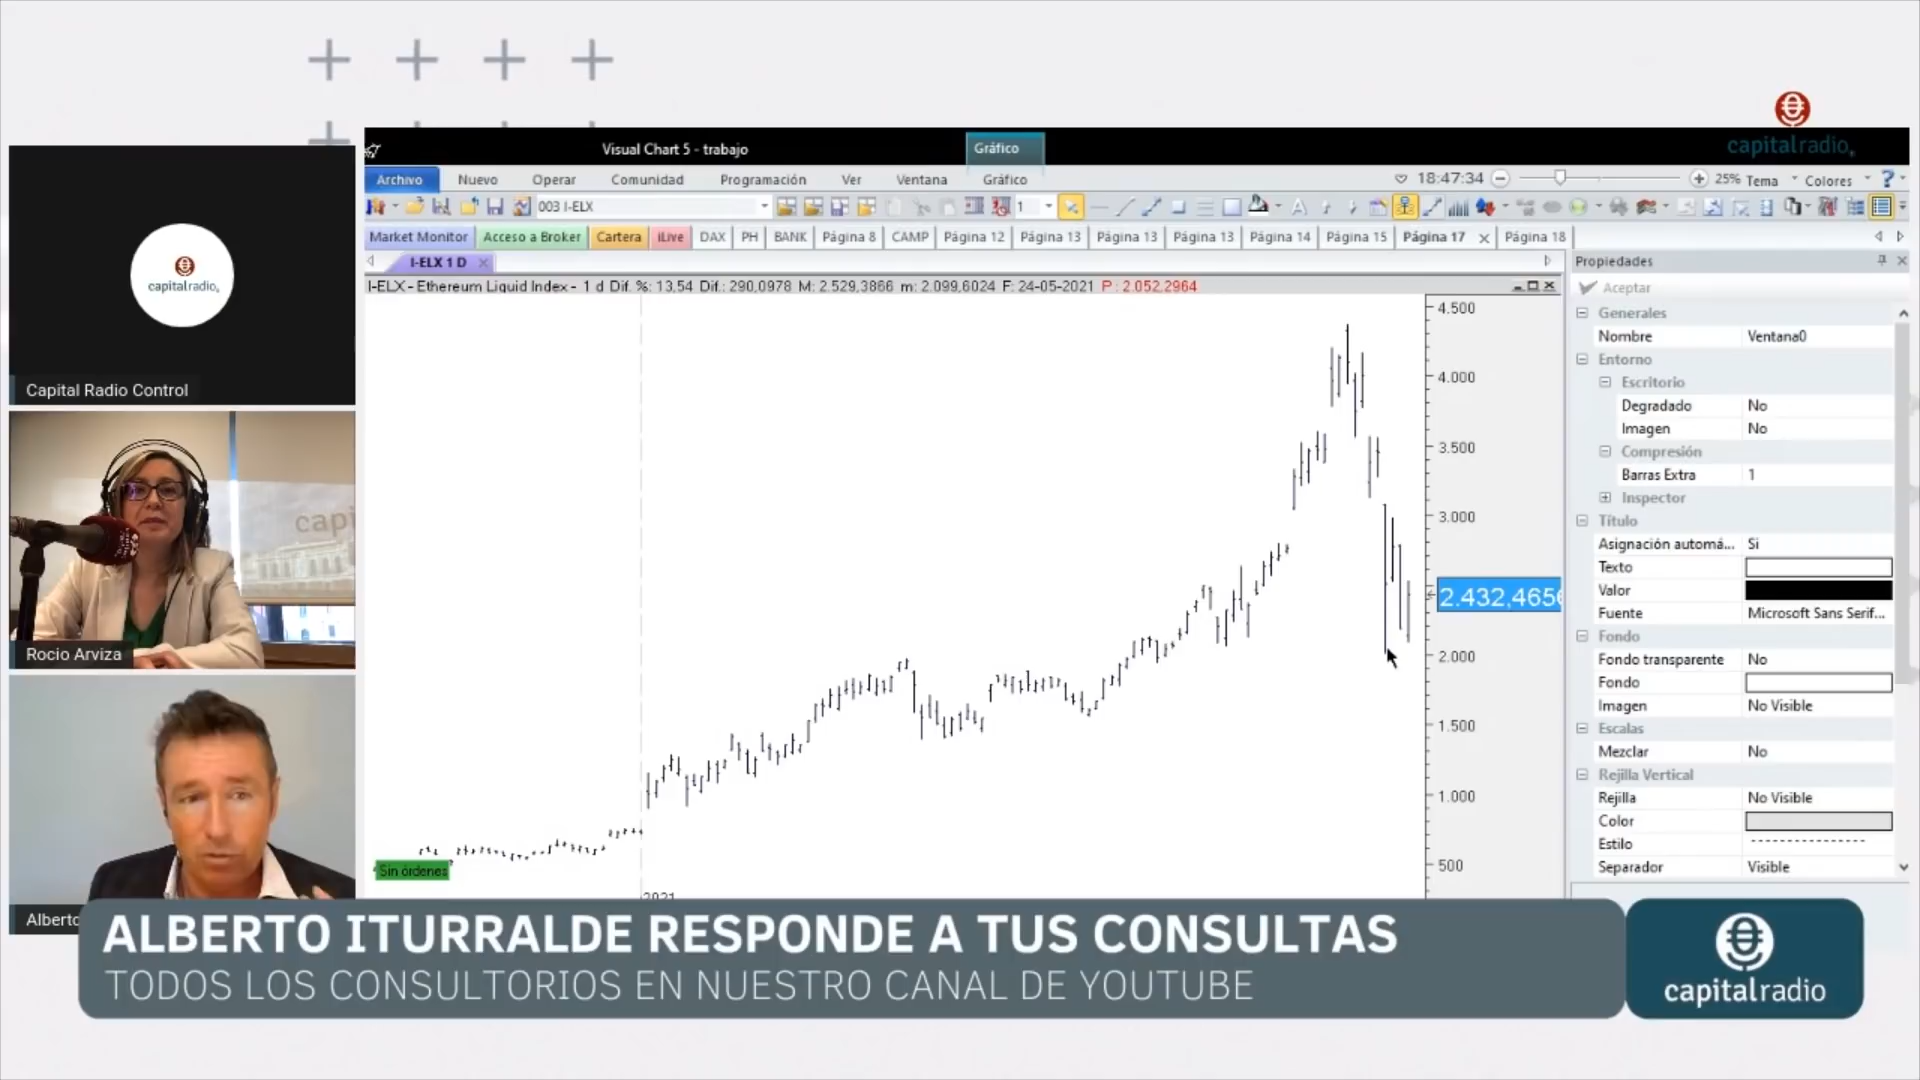 capitalradio
Visual Chart 5 - trabajo
Gráfico
Archivo
Nuevo
Operar
Comunidad
Programación
Ver
Ventana
Gráfico
18:47:34
25%
Tema
Colores
003 I-ELX
1
Market Monitor
Acceso a Broker
Cartera
iLive
DAX
PH
BANK
Página 8
CAMP
Página 12
Página 13
Página 13
Página 13
Página 14
Página 15
Página 17
Página 18
I-ELX 1 D
I-ELX - Ethereum Liquid Index - 1 d Dif. %: 13,54 Dif.: 290,0978 M: 2.529,3866 m: 2.099,6024 F: 24-05-2021 P : 2.052,2964
4.500
4.000
3.500
3.000
2.432,465
2.000
1.500
1.000
500
Sin órdenes
2021
Propiedades
Aceptar
Generales
Nombre Ventana0
Entorno
Escritorio
Degradado No
Imagen No
Compresión
Barras Extra 1
Inspector
Título
Asignación automá... Si
Texto
Valor
Fuente Microsoft Sans Serif...
Fondo
Fondo transparente No
Fondo
Imagen No Visible
Escalas
Mezclar No
Rejilla Vertical
Rejilla No Visible
Color
Estilo
Separador Visible
capitalradio
Capital Radio Control
capi
Rocio Arviza
Alberto
ALBERTO ITURRALDE RESPONDE A TUS CONSULTAS
TODOS LOS CONSULTORIOS EN NUESTRO CANAL DE YOUTUBE
capitalradio